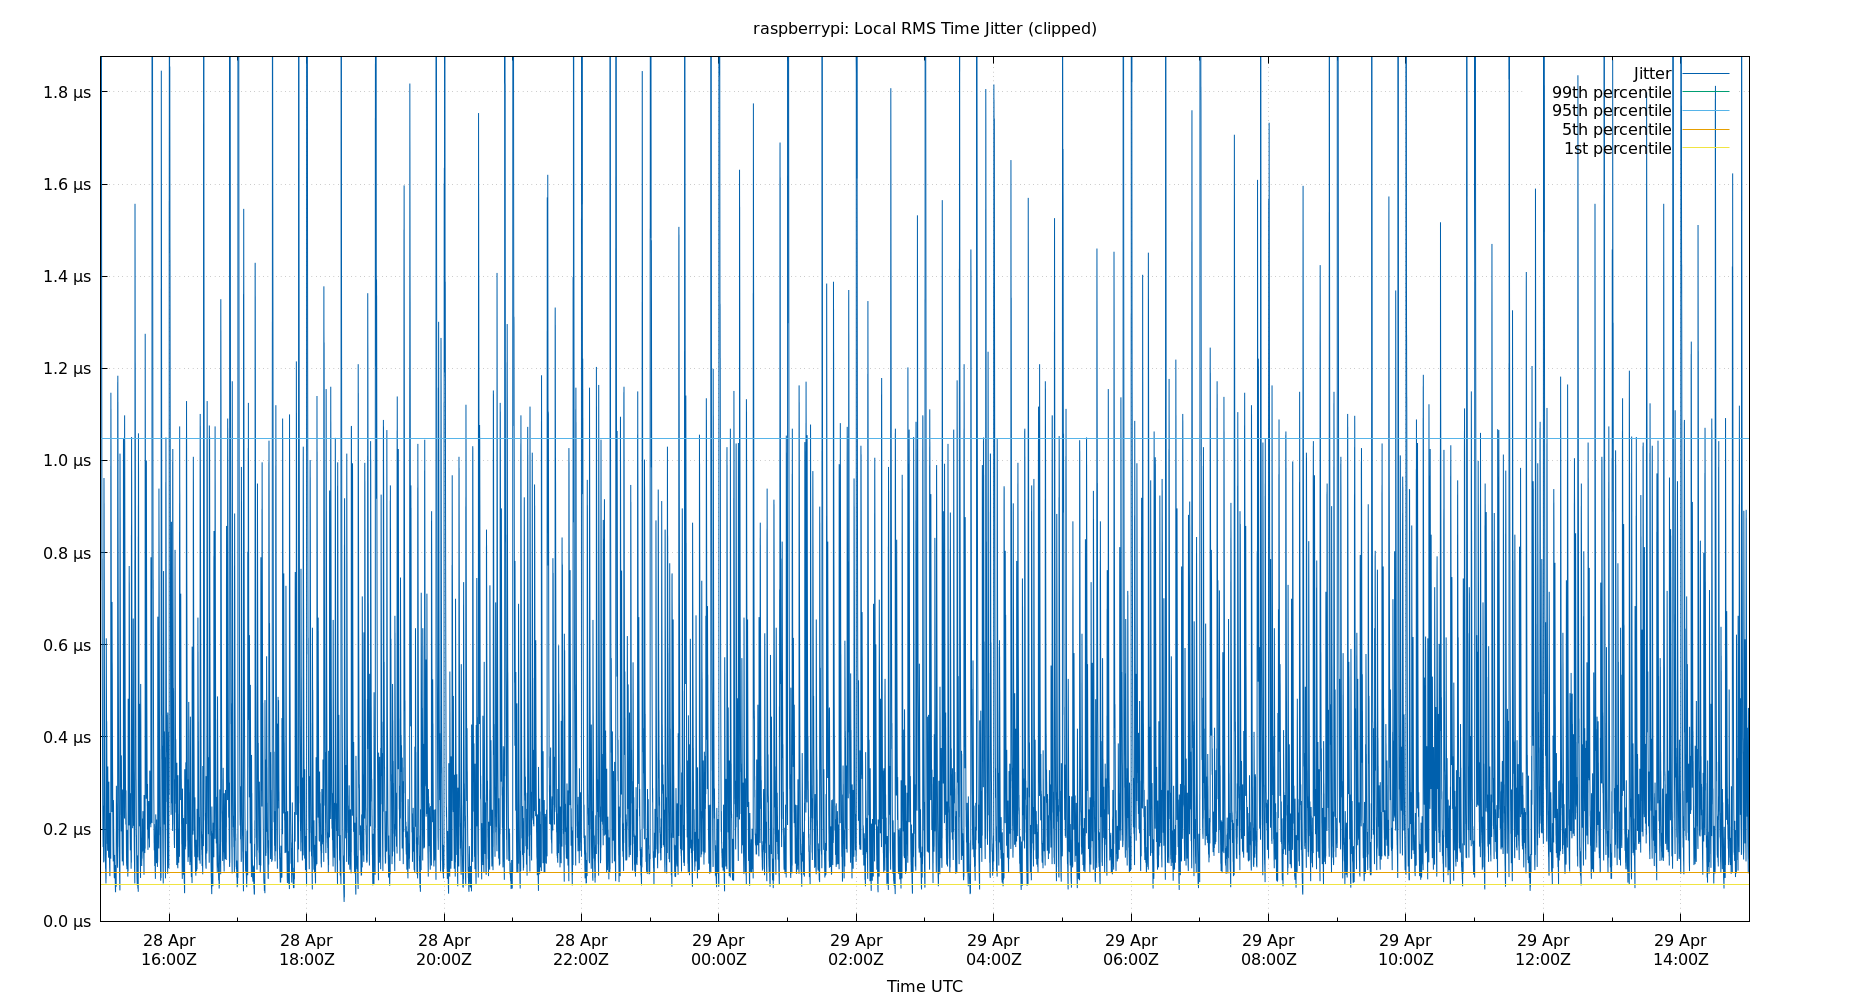 raspberrypi: Local RMS Time Jitter (clipped)
Jitter
99th percentile
95th percentile
5th percentile
1st percentile
1.8 µs
1.6 µs
1.4 µs
1.2 µs
1.0 µs
0.8 µs
0.6 µs
0.4 µs
0.2 µs
0.0 µs
28 Apr 28 Apr 28 Apr 28 Apr 29 Apr 29 Apr 29 Apr 29 Apr 29 Apr 29 Apr 29 Apr 29 Apr
16:00Z 18:00Z 20:00Z 22:00Z 00:00Z 02:00Z 04:00Z 06:00Z 08:00Z 10:00Z 12:00Z 14:00Z
Time UTC